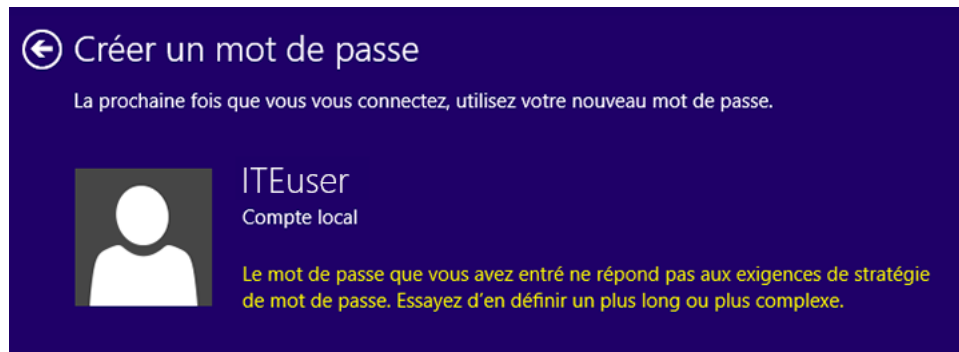 Créer un mot de passe
La prochaine fois que vous vous connectez, utilisez votre nouveau mot de passe.
ITEuser
Compte local
Le mot de passe que vous avez entré ne répond pas aux exigences de stratégie
de mot de passe. Essayez d'en définir un plus long ou plus complexe.